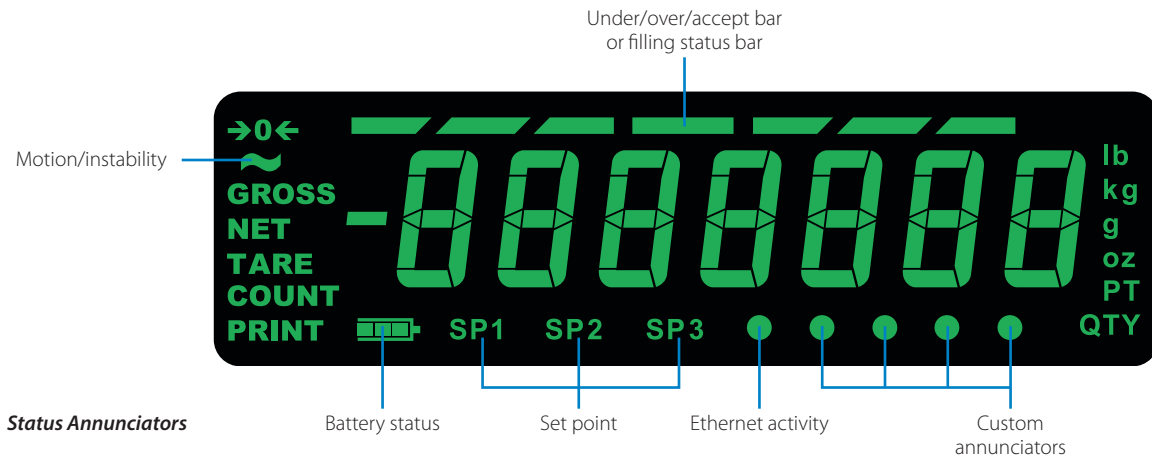 Under/over/accept bar
or filling status bar
→0←
Motion/instability
GROSS
NET
TARE
COUNT
PRINT
-8888888
lb
kg
g
oz
PT
QTY
SP1 SP2 SP3
Status Annunciators
Battery status
Set point
Ethernet activity
Custom
annunciators